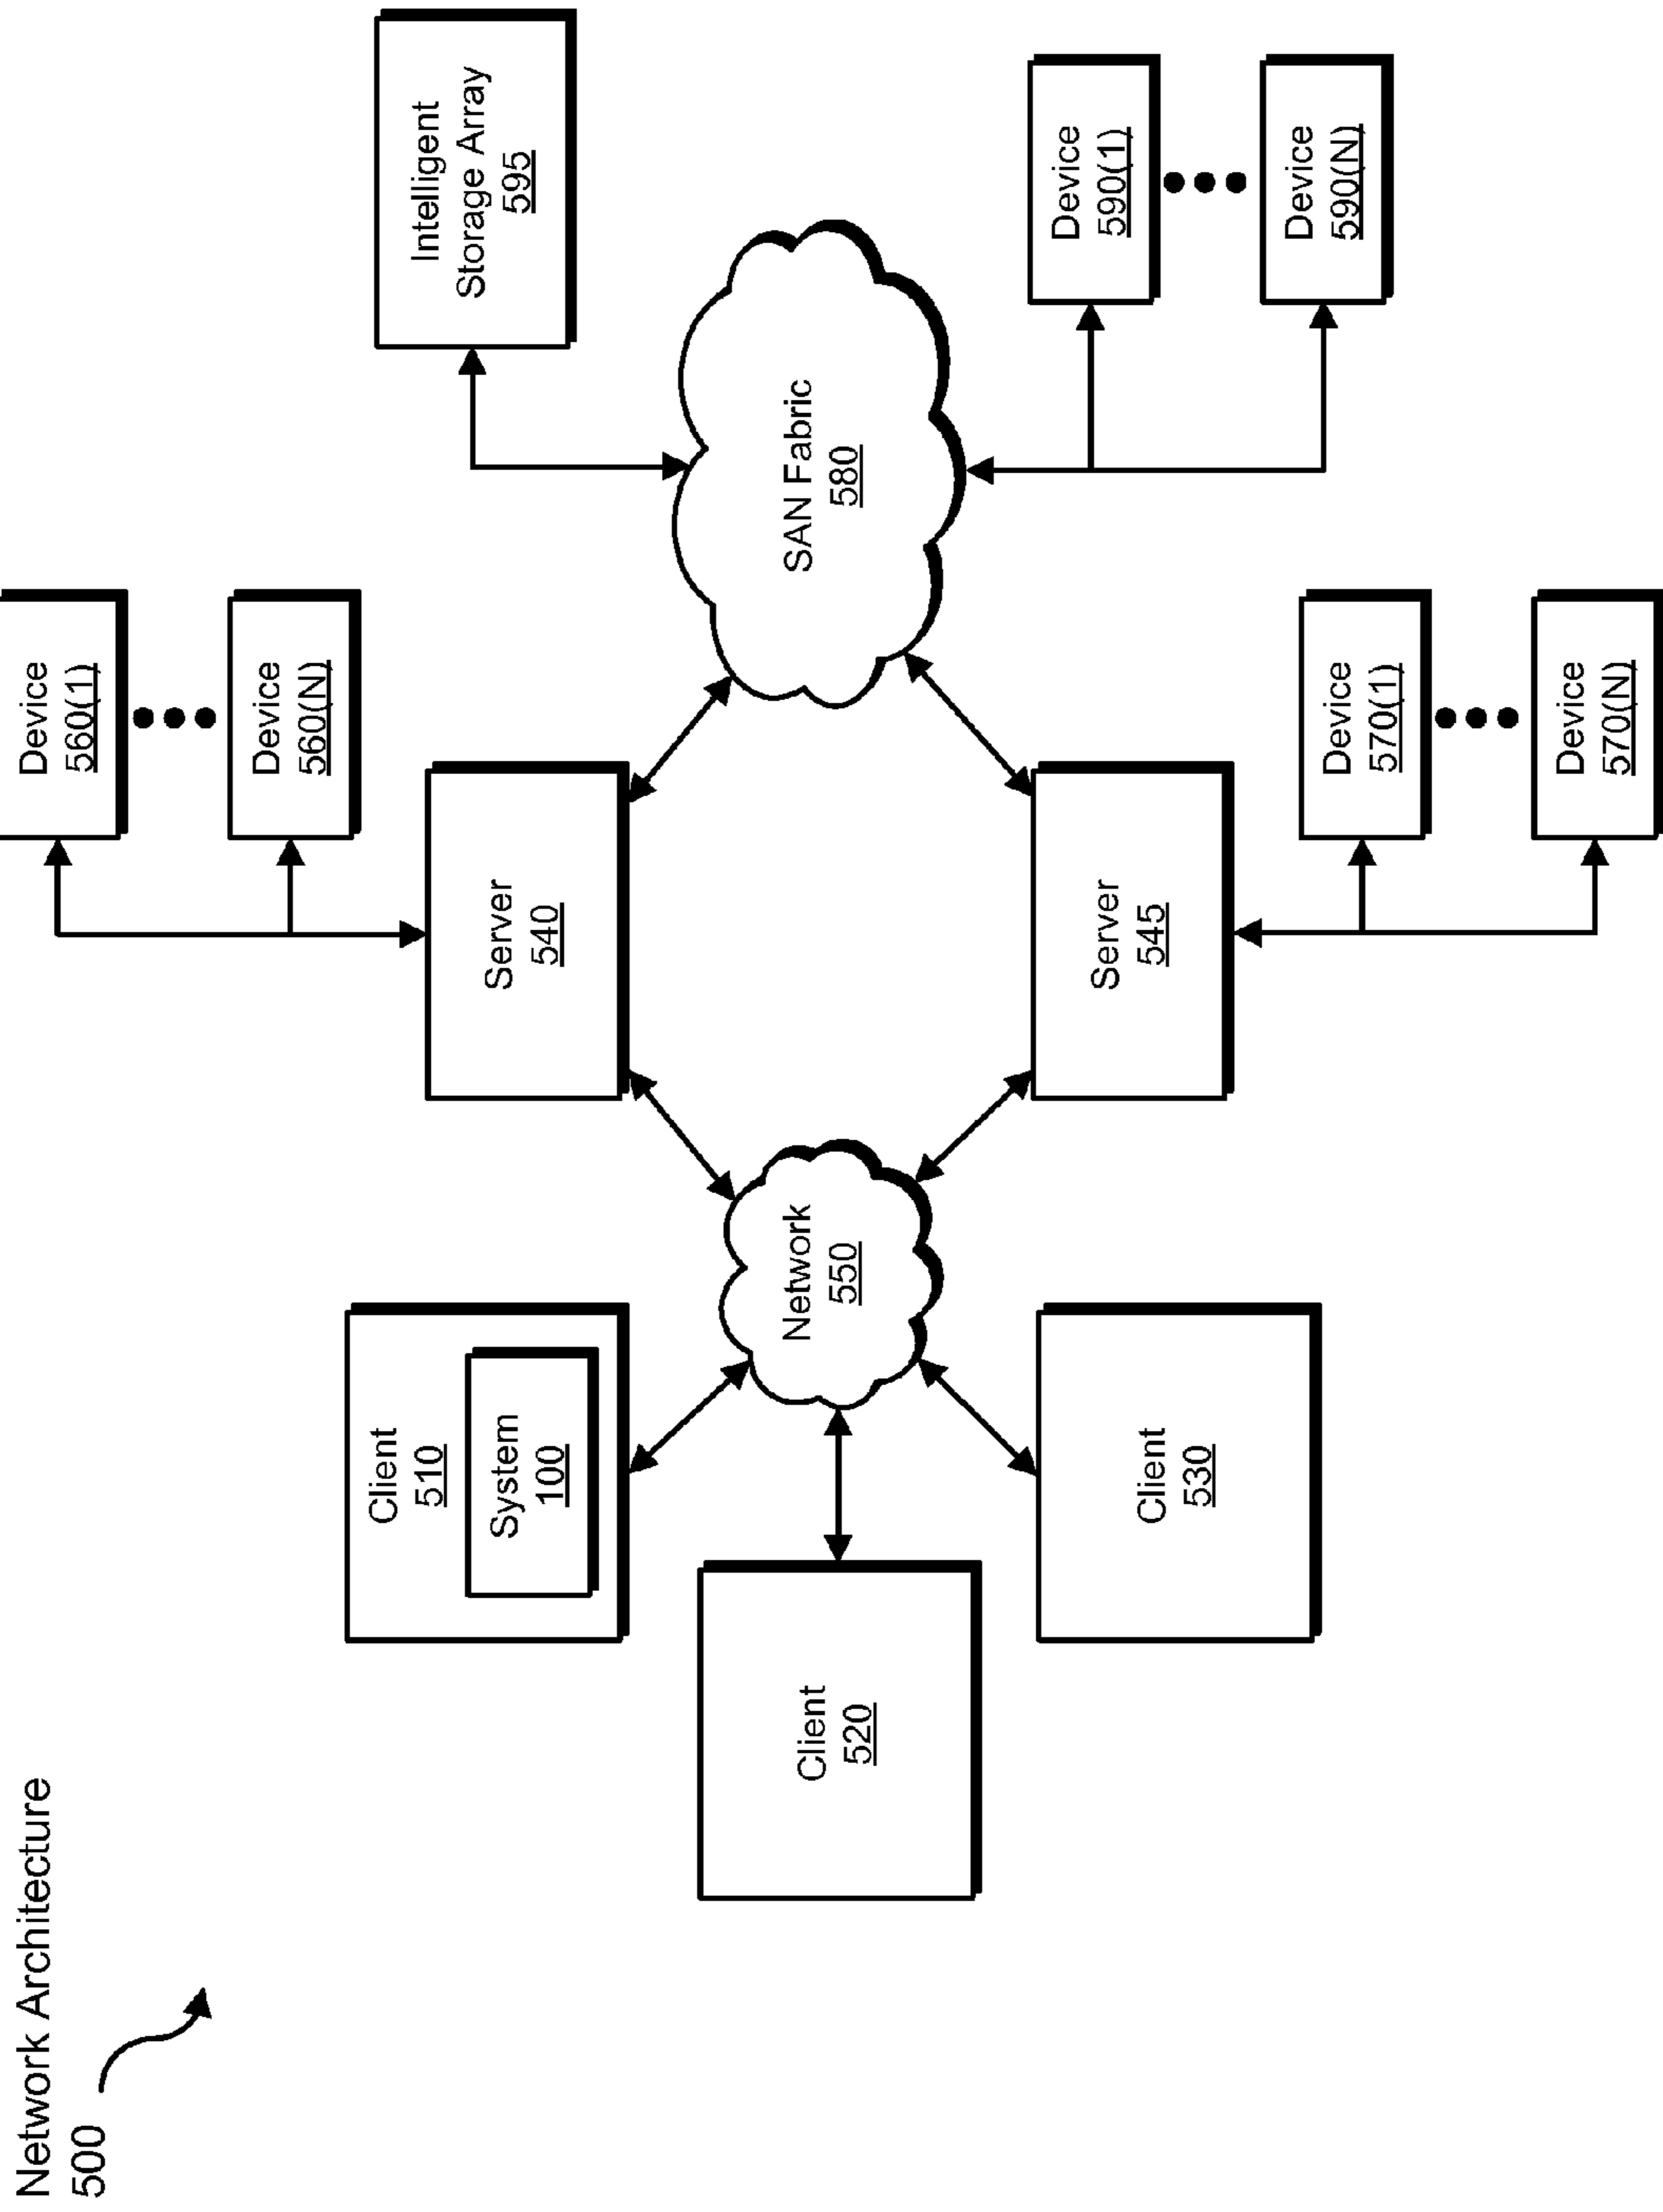 Network Architecture
500
Device
560(1)
Device
560(N)
Client
510
System
100
Server
540
Intelligent
Storage Array
595
Client
520
Network
550
SAN Fabric
580
Client
530
Server
545
Device
590(1)
Device
590(N)
Device
570(1)
Device
570(N)